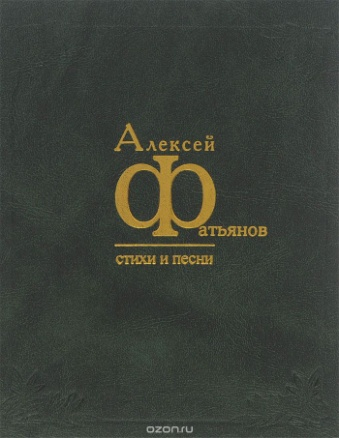 Алексей
Фатьянов
стихи и песни
ozon.ru